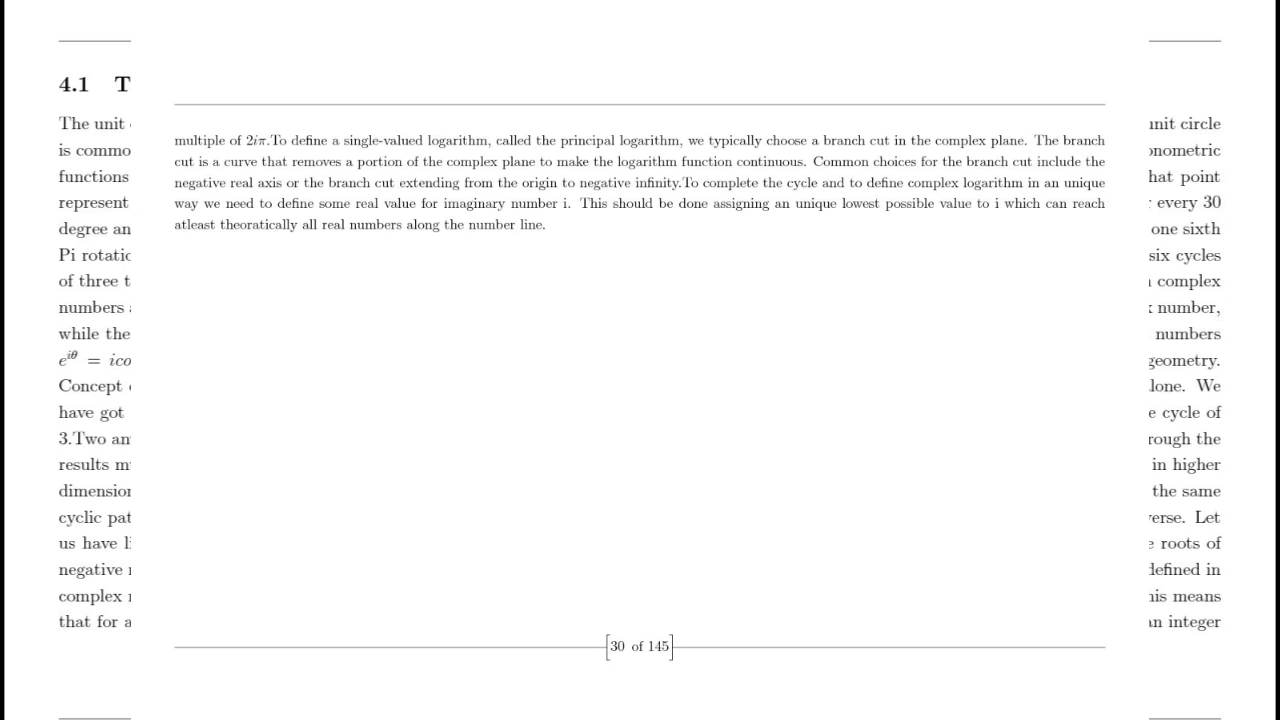 4.1 T
The unit
is commo
functions
represent
degree an
Pi rotatio
of three t
numbers
while the
e^{iθ} = ico
Concept
have got
3.Two an
results m
dimension
cyclic pat
us have li
negative
complex
that for a
multiple of 2iπ.To define a single-valued logarithm, called the principal logarithm, we typically choose a branch cut in the complex plane. The branch
cut is a curve that removes a portion of the complex plane to make the logarithm function continuous. Common choices for the branch cut include the
negative real axis or the branch cut extending from the origin to negative infinity.To complete the cycle and to define complex logarithm in an unique
way we need to define some real value for imaginary number i. This should be done assigning an unique lowest possible value to i which can reach
atleast theoratically all real numbers along the number line.
[30 of 145]
unit circle
onometric
hat point
every 30
one sixth
six cycles
complex
number,
numbers
geometry.
lone. We
e cycle of
rough the
in higher
the same
verse. Let
e roots of
defined in
his means
an integer